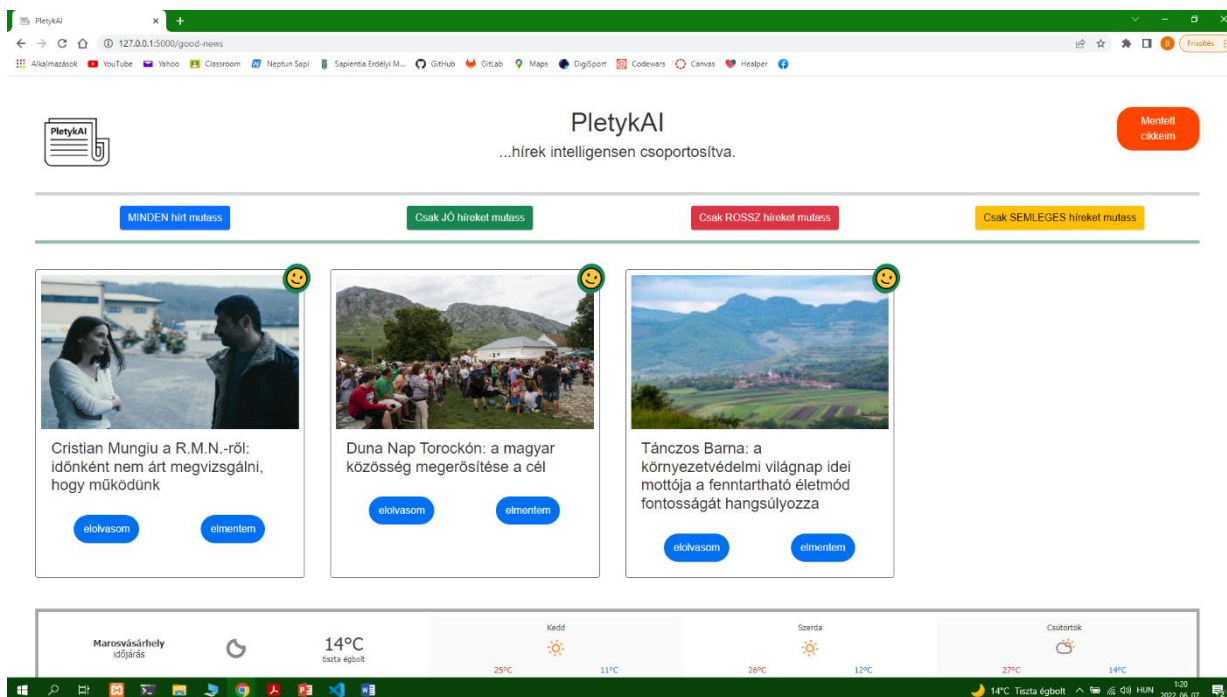 PletykAI
127.0.0.1:5000/good-news
Frissítés
Alkalmazások YouTube Yahoo Classroom Neptun Sapi Sapientia Erdélyi M... GitHub GitLab Maps DigiSport Codewars Canvas Healper
PletykAI
PletykAI
...hírek intelligensen csoportosítva.
Mentett
cikkeim
MINDEN hírt mutass
Csak JÓ híreket mutass
Csak ROSSZ híreket mutass
Csak SEMLEGES híreket mutass
Cristian Mungiu a R.M.N.-ről:
időnként nem árt megvizsgálni,
hogy működünk
elolvasom
elmentem
Duna Nap Torockón: a magyar
közösség megerősítése a cél
elolvasom
elmentem
Tánczos Barna: a
környezetvédelmi világnap idei
mottója a fenntartható életmód
fontosságát hangsúlyozza
elolvasom
elmentem
Marosvásárhely
időjárás
14°C
tiszta égbolt
Kedd
25°C 11°C
Szerda
26°C 12°C
Csütörtök
27°C 14°C
14°C Tiszta égbolt
HUN
1:20
2022. 06. 07.